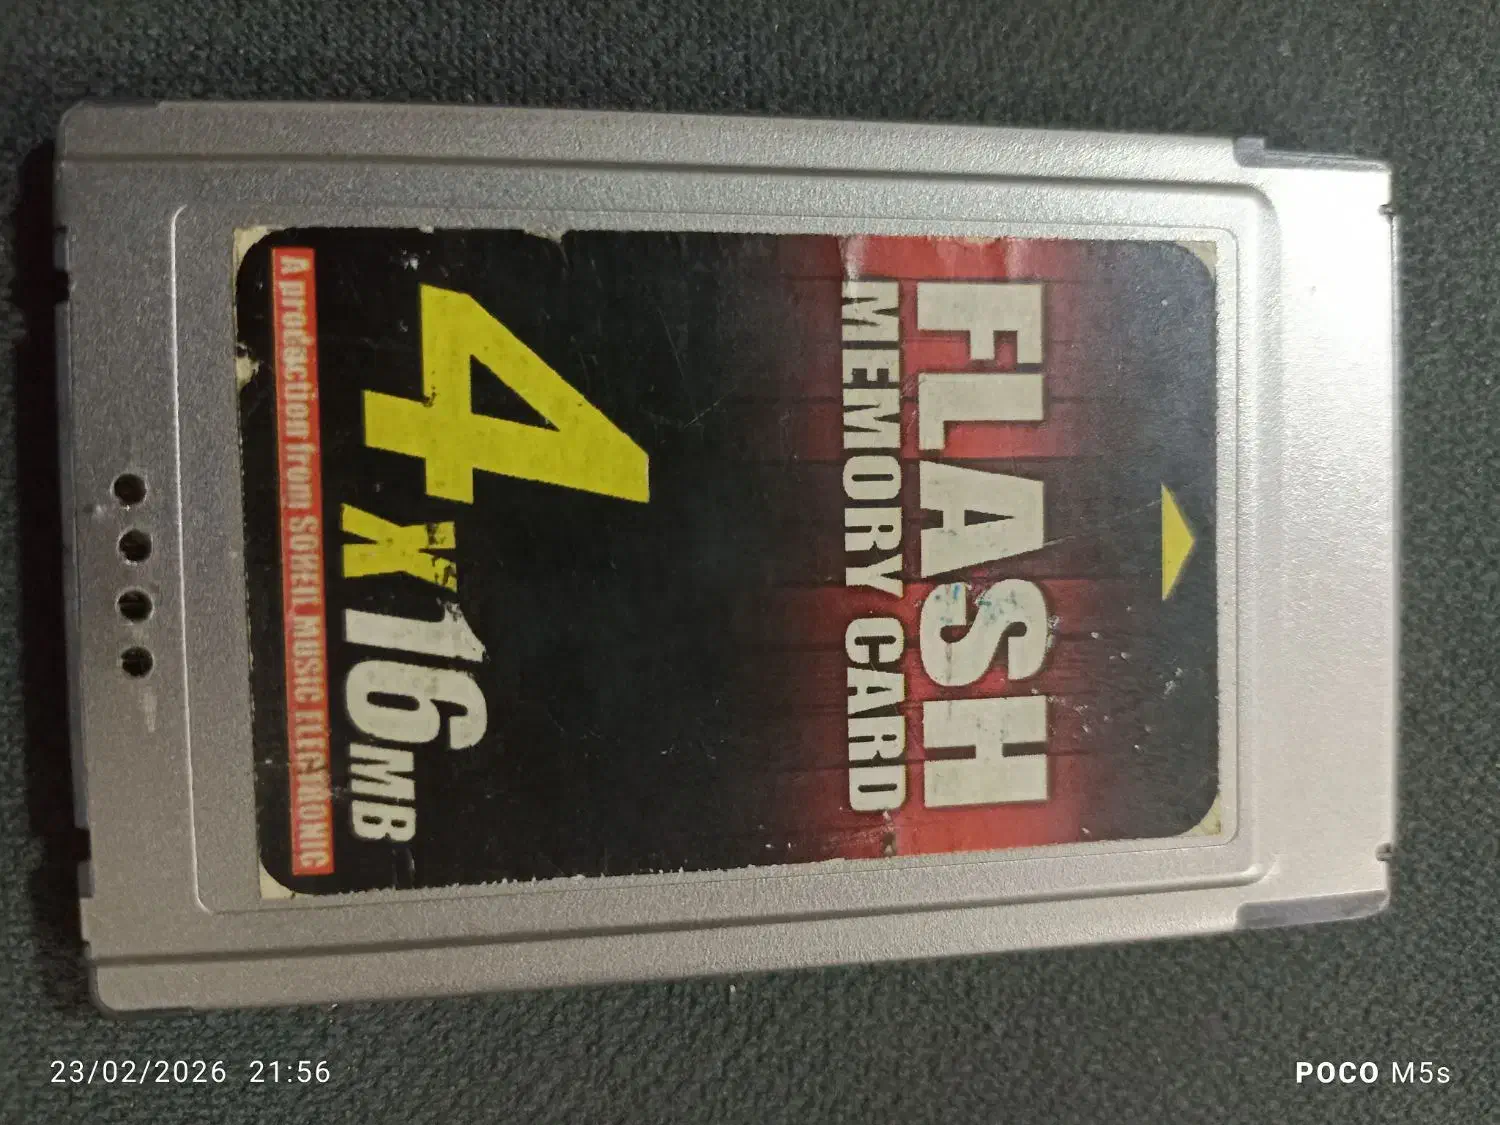 FLASH
MEMORY CARD
4 x 16MB
A production from SOHEIL MUSIC ELECTRONIC
23/02/2026 21:56
POCO M5s